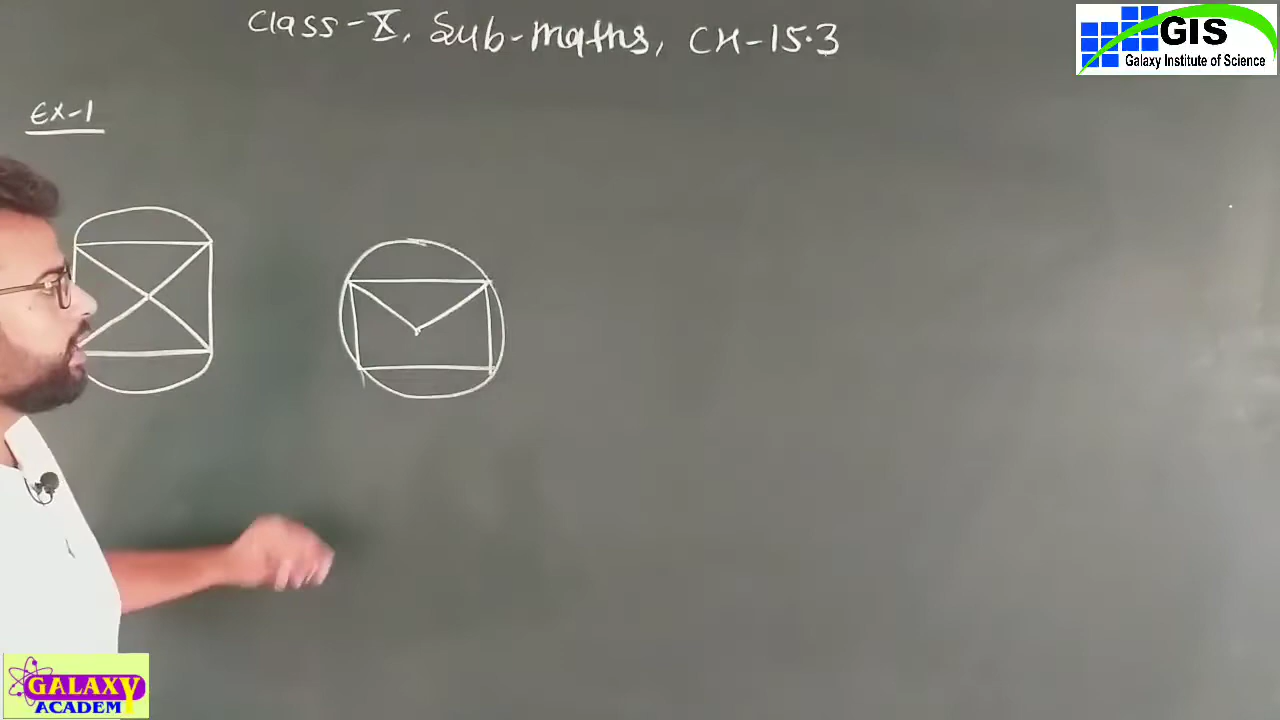 Class-X, Sub-maths, CH-15.3
GIS
Galaxy Institute of Science
Ex-1
GALAXY
ACADEM